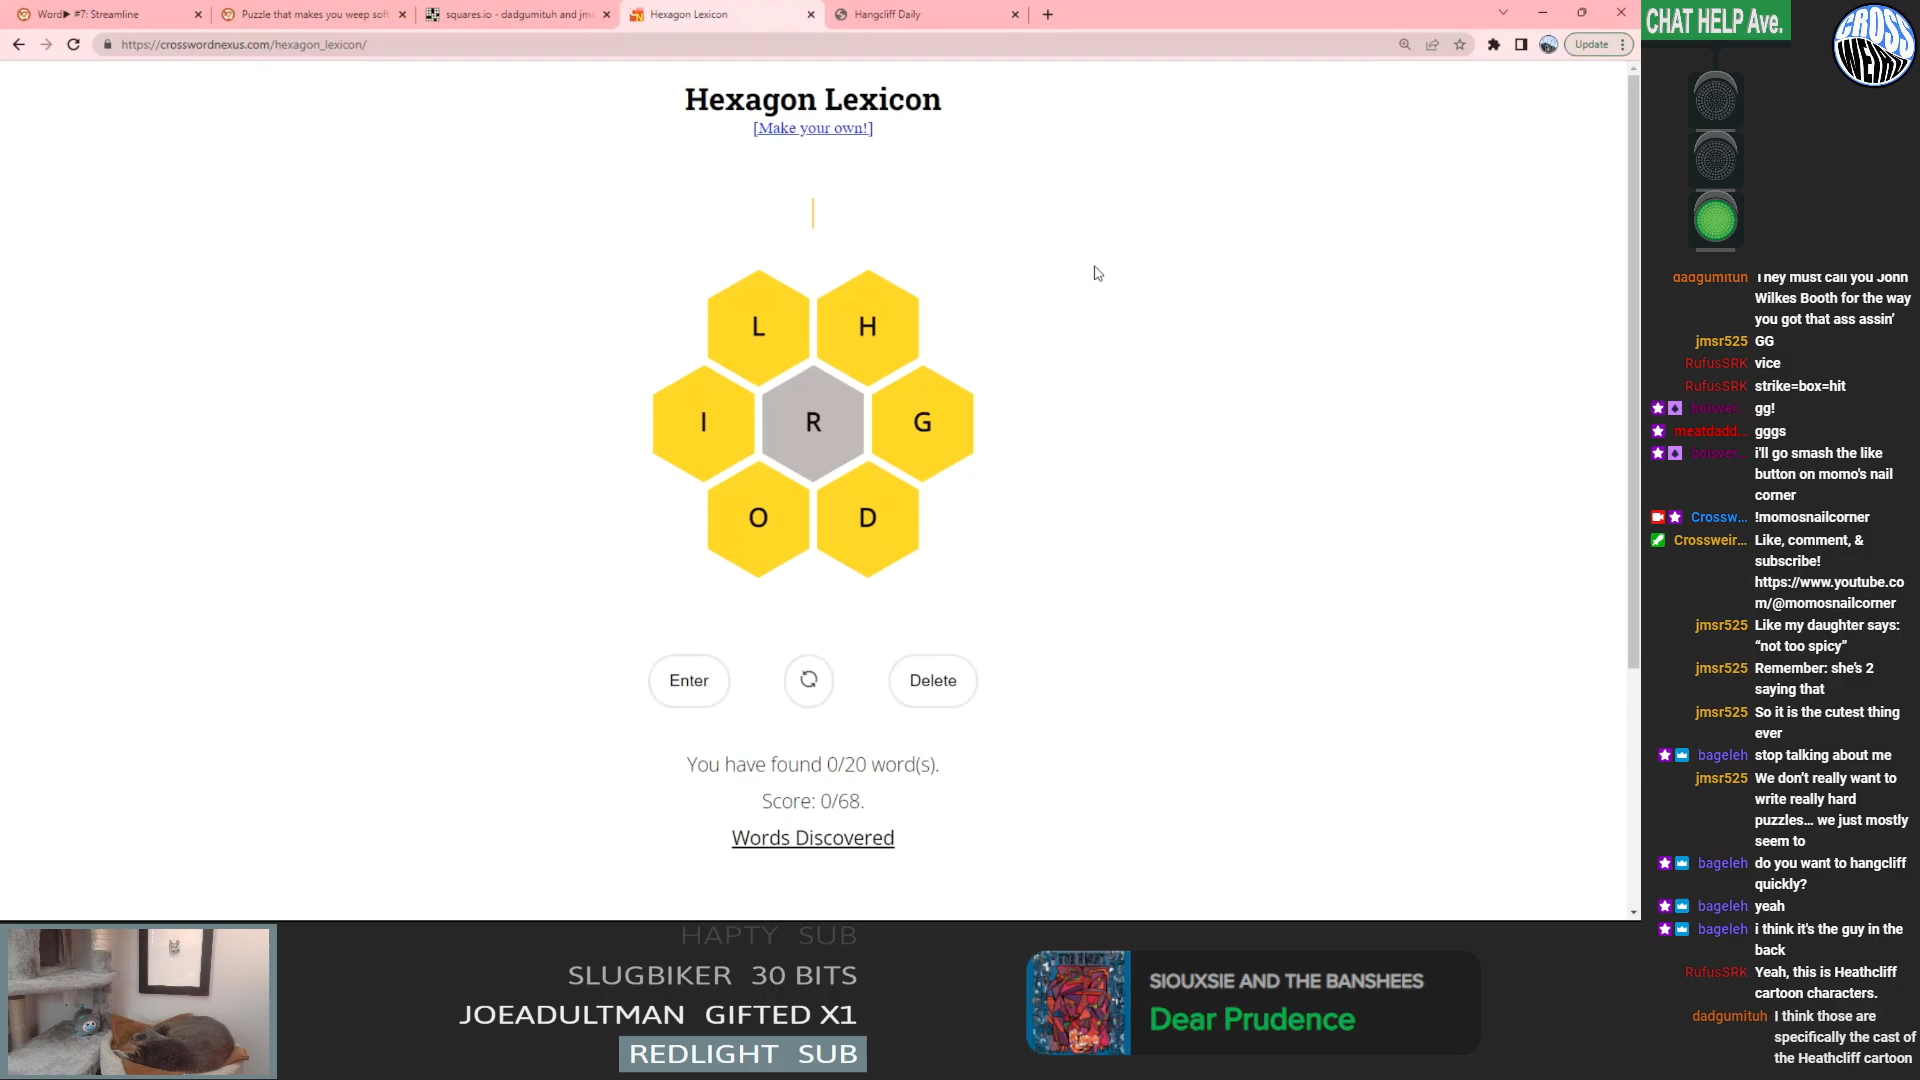 Word▶ #7: Streamline
Puzzle that makes you weep soft
squares.io - dadgumituh and jms
Hexagon Lexicon
Hangcliff Daily
https://crosswordnexus.com/hexagon_lexicon/
Update
Hexagon Lexicon
[Make your own!]
L
H
I
R
G
O
D
Enter
Delete
You have found 0/20 word(s).
Score: 0/68.
Words Discovered
HAPTY SUB
SLUGBIKER 30 BITS
JOEADULTMAN GIFTED X1
REDLIGHT SUB
SIOUXSIE AND THE BANSHEES
Dear Prudence
CHAT HELP Ave.
CROSS
WEIRD
dadgumituh They must call you John
Wilkes Booth for the way
you got that ass assin’
jmsr525 GG
RufusSRK vice
RufusSRK strike=box=hit
boisver... gg!
meatdadd... gggs
boisver... i'll go smash the like
button on momo's nail
corner
Crossw... !momosnailcorner
Crossweir... Like, comment, &
subscribe!
https://www.youtube.co
m/@momosnailcorner
jmsr525 Like my daughter says:
“not too spicy”
jmsr525 Remember: she’s 2
saying that
jmsr525 So it is the cutest thing
ever
bageleh stop talking about me
jmsr525 We don’t really want to
write really hard
puzzles... we just mostly
seem to
bageleh do you want to hangcliff
quickly?
bageleh yeah
bageleh i think it's the guy in the
back
RufusSRK Yeah, this is Heathcliff
cartoon characters.
dadgumituh I think those are
specifically the cast of
the Heathcliff cartoon